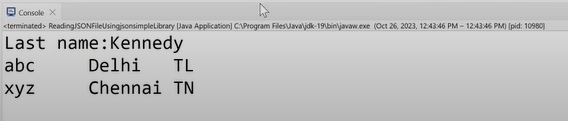 Console
<terminated> ReadingJSONFileUsingjsonsimpleLibrary [Java Application] C:\Program Files\Java\jdk-19\bin\javaw.exe (Oct 26, 2023, 12:43:46 PM – 12:43:46 PM) [pid: 10980]
Last name:Kennedy
abc Delhi TL
xyz Chennai TN